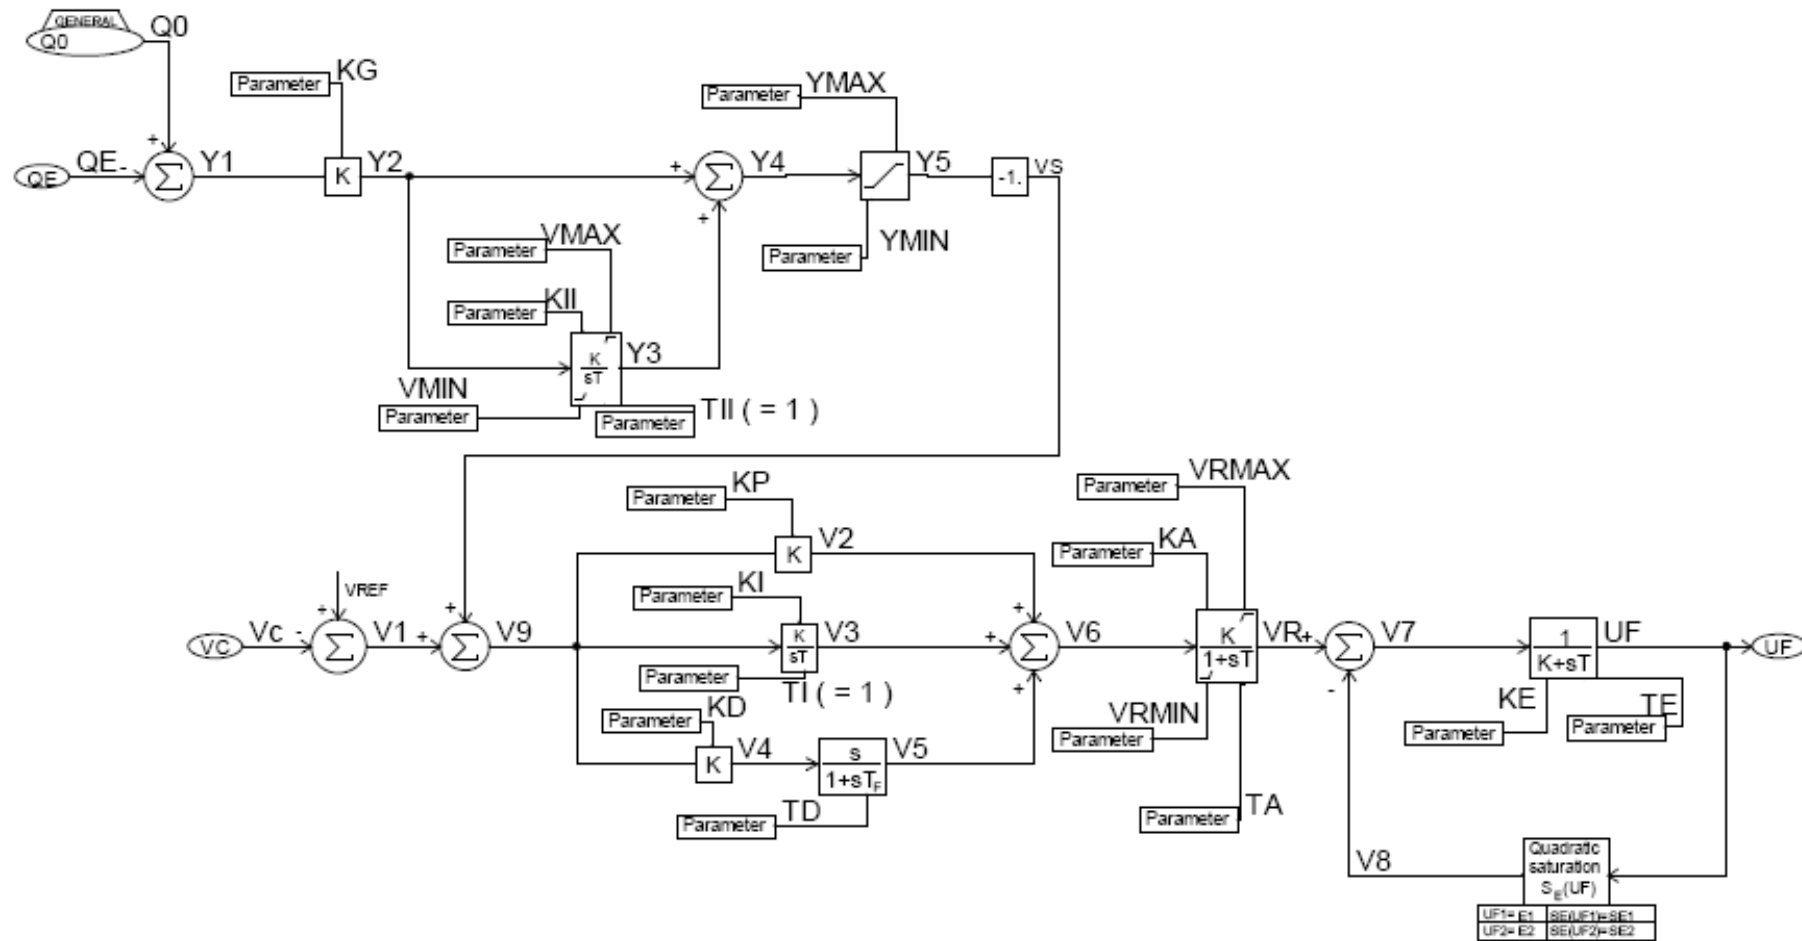 GENERAL
Q0
Q0
Parameter KG
Parameter YMAX
QE QE - + Σ Y1 K Y2 + Σ + Y4 Y5 -1. VS
Parameter VMAX
Parameter YMIN
Parameter KII
K
sT
Y3
VMIN
Parameter
Parameter TII ( = 1 )
Parameter KP
Parameter VRMAX
K V2
Parameter KA
Parameter KI
VREF
VC Vc - + Σ V1 + + Σ V9
K
sT
V3
+ + + Σ V6
K
1+sT
VR + - Σ V7
1
K+sT
UF UF
Parameter TI ( = 1 )
Parameter KD
K V4
s
1+sTF
V5
Parameter VRMIN
Parameter KE
Parameter TE
Parameter TD
Parameter TA
V8
Quadratic
saturation
SE(UF)
UF1= E1 SE(UF1)=SE1
UF2= E2 SE(UF2)=SE2